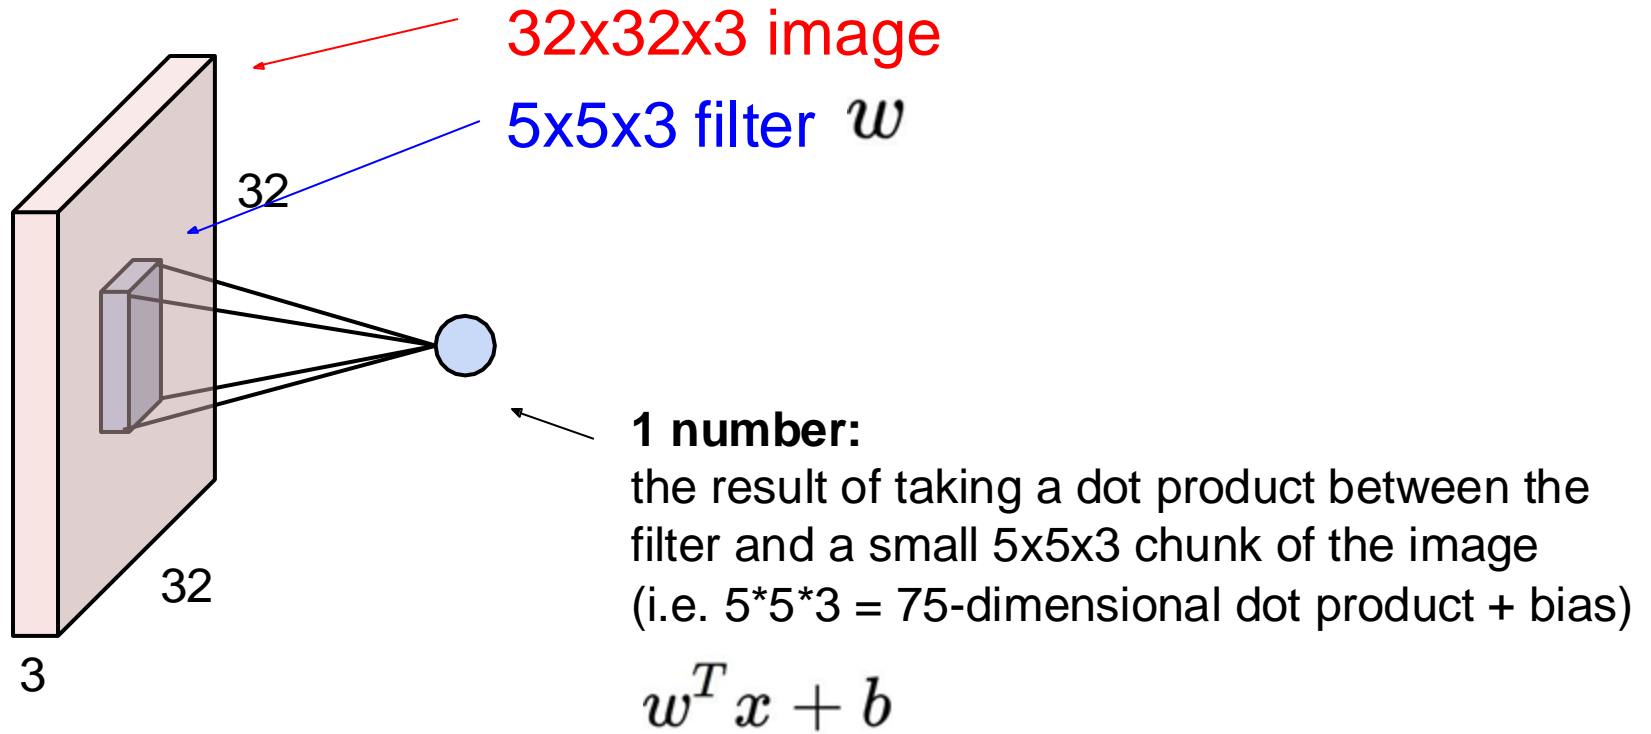 32x32x3 image
5x5x3 filter w
32
32
3
1 number:
the result of taking a dot product between the
filter and a small 5x5x3 chunk of the image
(i.e. 5*5*3 = 75-dimensional dot product + bias)
w^T x + b